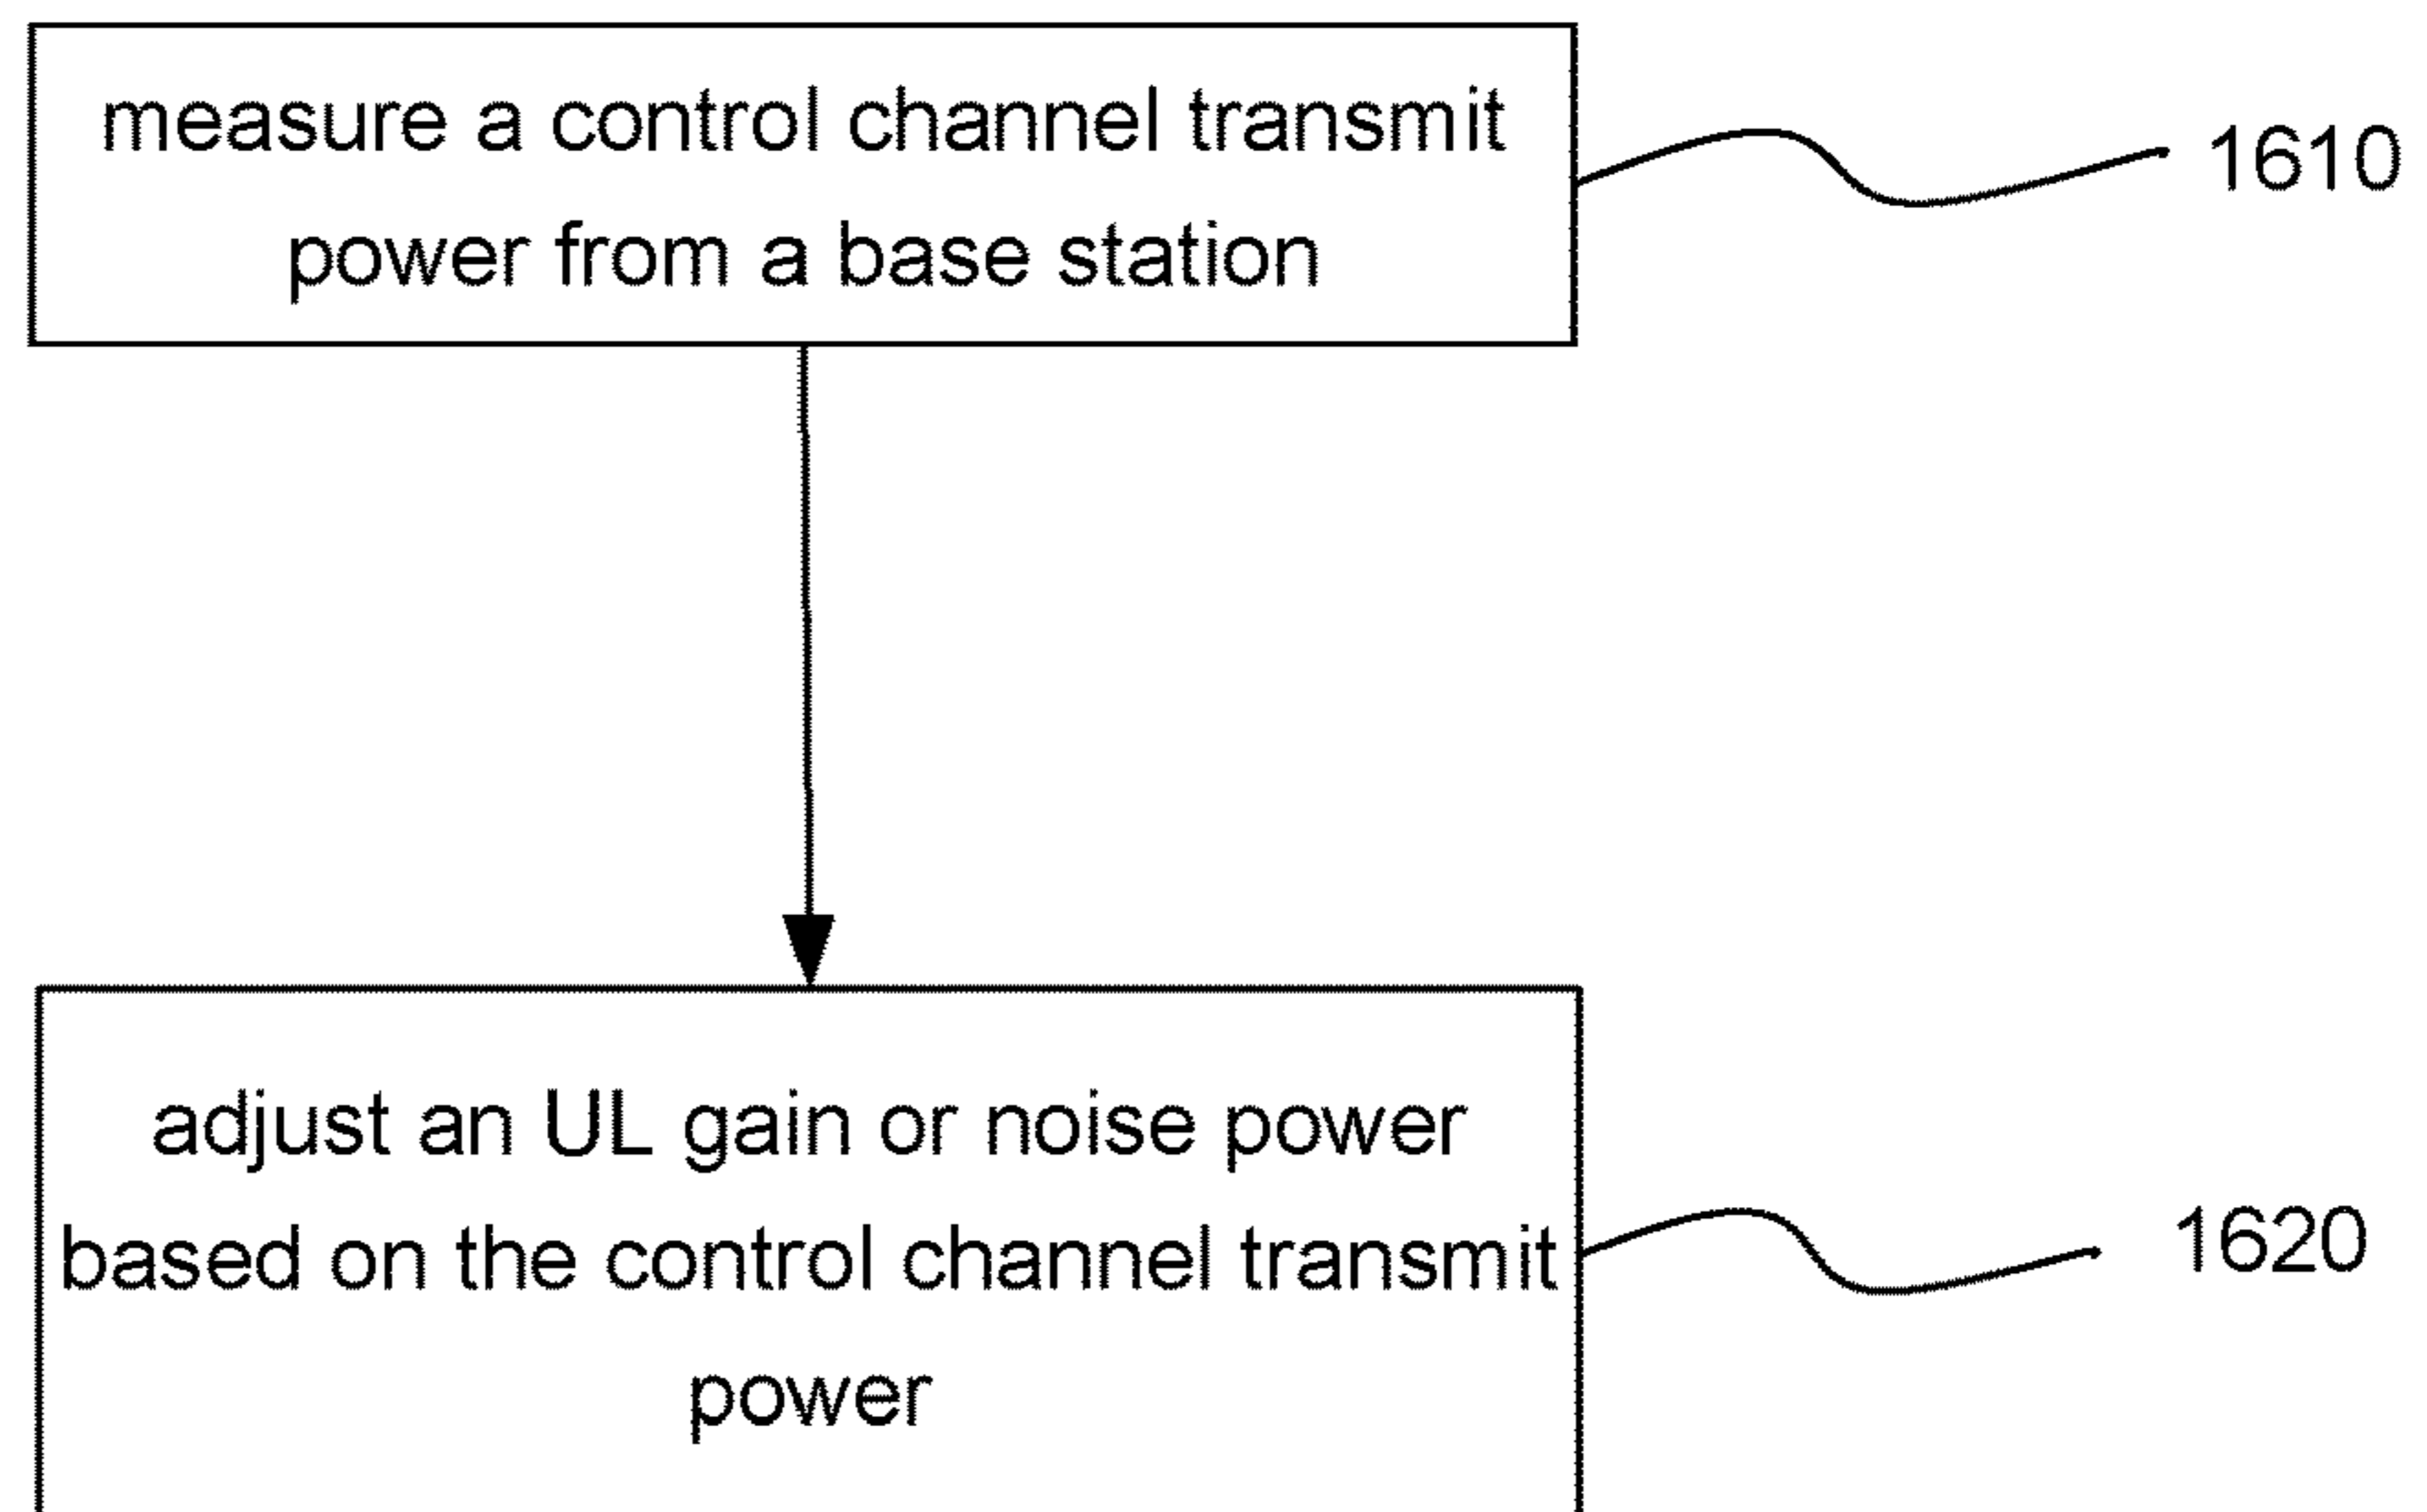 measure a control channel transmit
power from a base station
1610
adjust an UL gain or noise power
based on the control channel transmit
power
1620